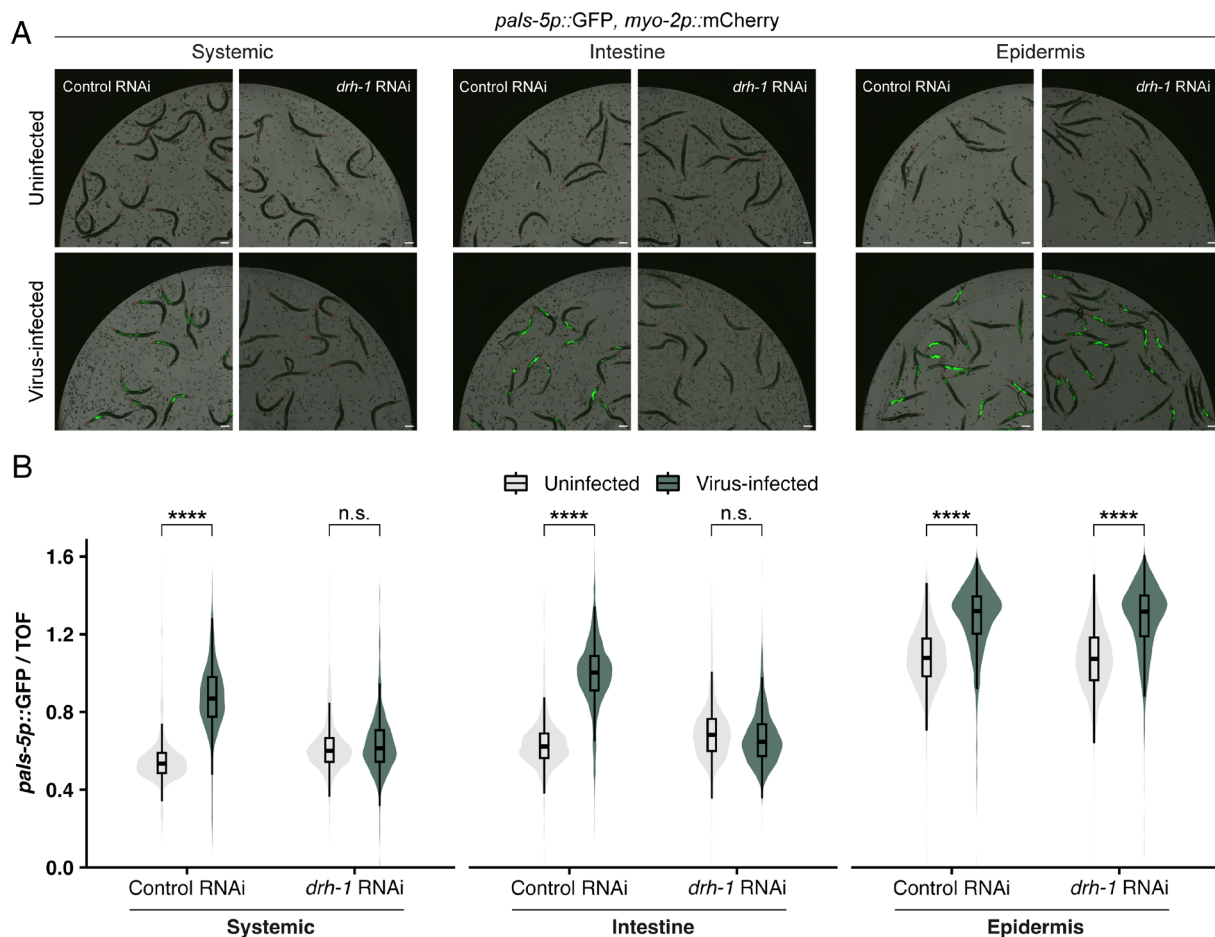 A
pals-5p::GFP, myo-2p::mCherry
Systemic
Intestine
Epidermis
Control RNAi
drh-1 RNAi
Control RNAi
drh-1 RNAi
Control RNAi
drh-1 RNAi
Uninfected
Virus-infected
B
Uninfected
Virus-infected
****
n.s.
****
n.s.
****
****
pals-5p::GFP / TOF
1.6
1.2
0.8
0.4
0.0
Control RNAi
drh-1 RNAi
Control RNAi
drh-1 RNAi
Control RNAi
drh-1 RNAi
Systemic
Intestine
Epidermis